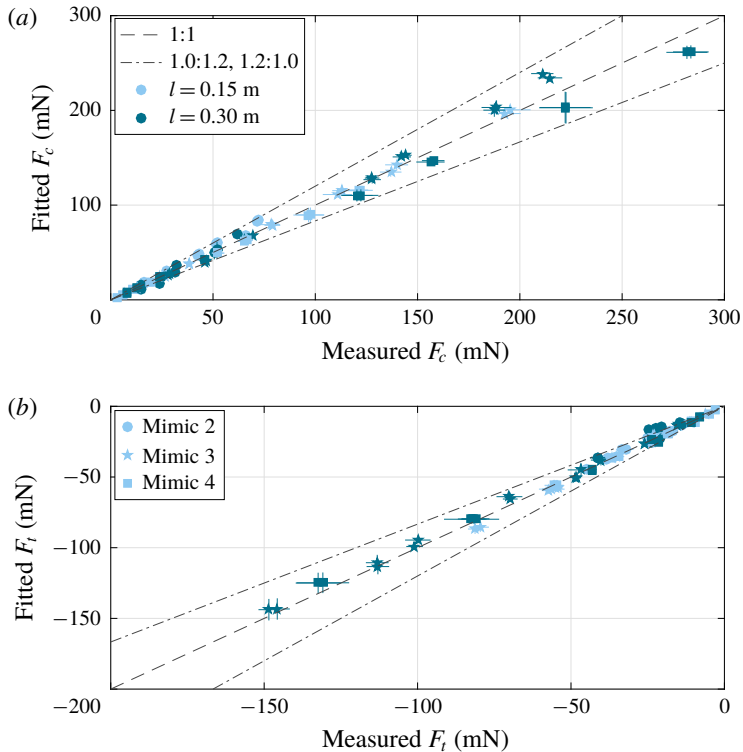 (a)
300
200
100
0
50
100
150
200
250
300
Fitted F_c (mN)
Measured F_c (mN)
1:1
1.0:1.2, 1.2:1.0
l = 0.15 m
l = 0.30 m
(b)
0
−50
−100
−150
−200
−150
−100
−50
0
Fitted F_t (mN)
Measured F_t (mN)
Mimic 2
Mimic 3
Mimic 4